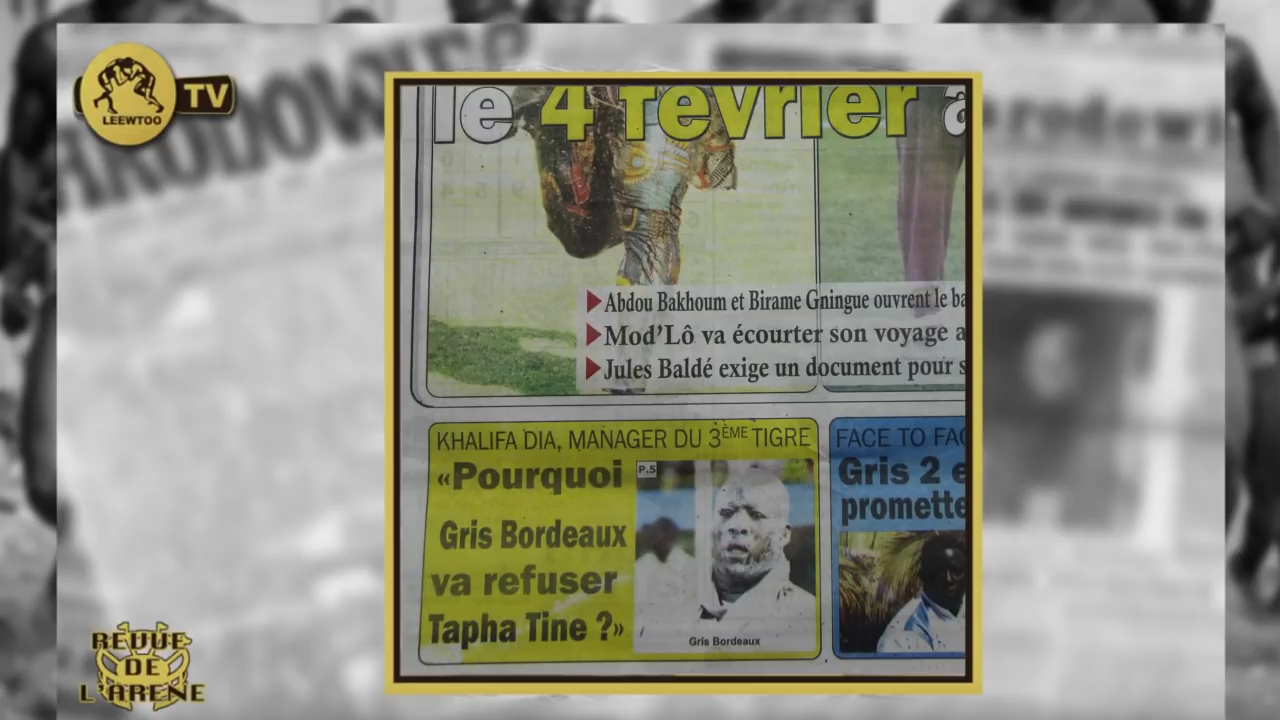 LEEWTOO
TV
le 4 février a
Abdou Bakhoum et Birame Gningue ouvrent le ba
Mod'Lô va écourter son voyage a
Jules Baldé exige un document pour s
KHALIFA DIA, MANAGER DU 3ÈME TIGRE
«Pourquoi
Gris Bordeaux
va refuser
Tapha Tine ?»
P.5
Gris Bordeaux
FACE TO FAC
Gris 2 e
promette
REVUE
DE
L'ARENE